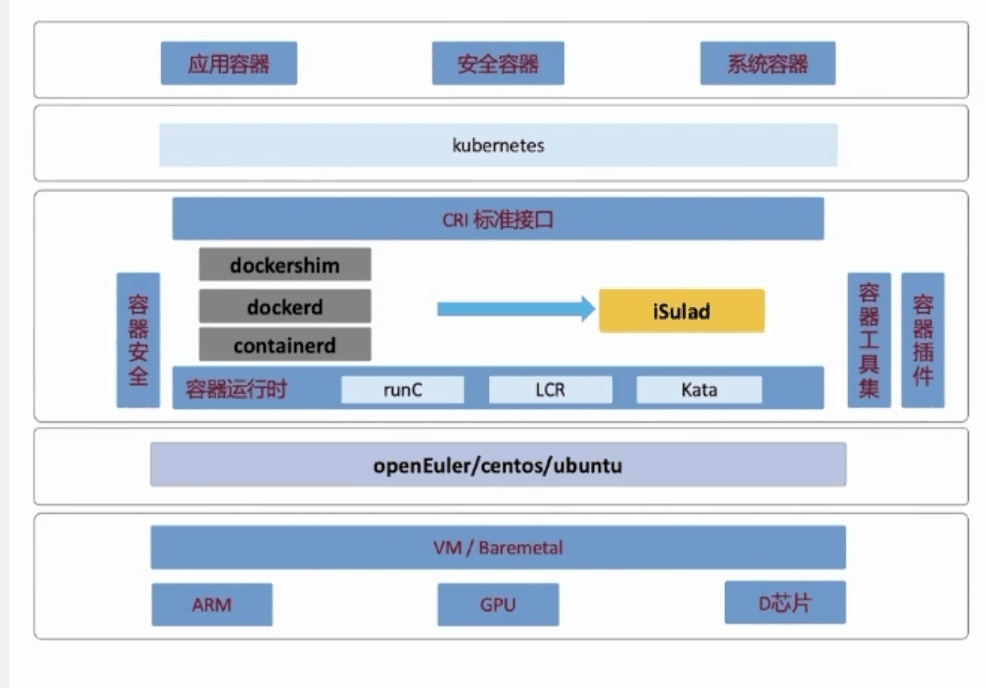 应用容器
安全容器
系统容器
kubernetes
CRI 标准接口
dockershim
dockerd
containerd
iSulad
容器安全
容器工具集
容器插件
容器运行时
runC
LCR
Kata
openEuler/centos/ubuntu
VM / Baremetal
ARM
GPU
D芯片